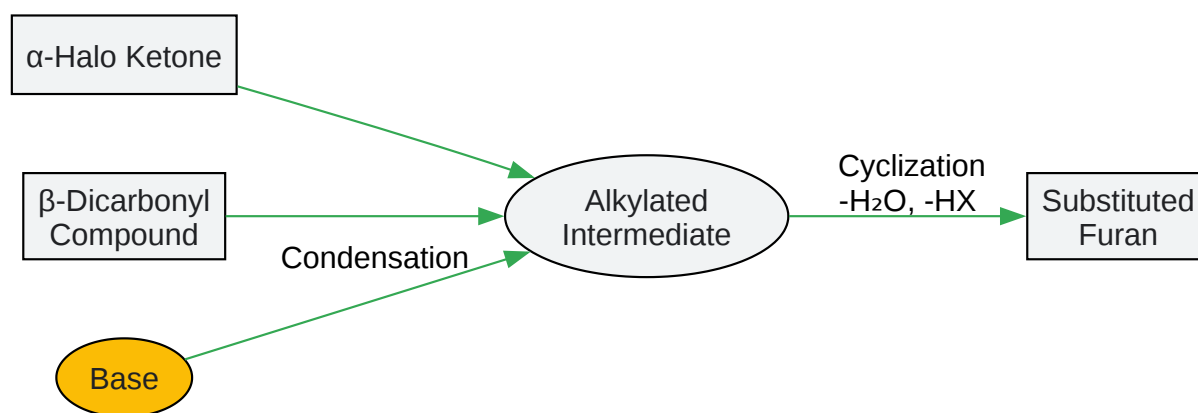 α-Halo Ketone
β-Dicarbonyl
Compound
Condensation
Base
Alkylated
Intermediate
Cyclization
-H₂O, -HX
Substituted
Furan